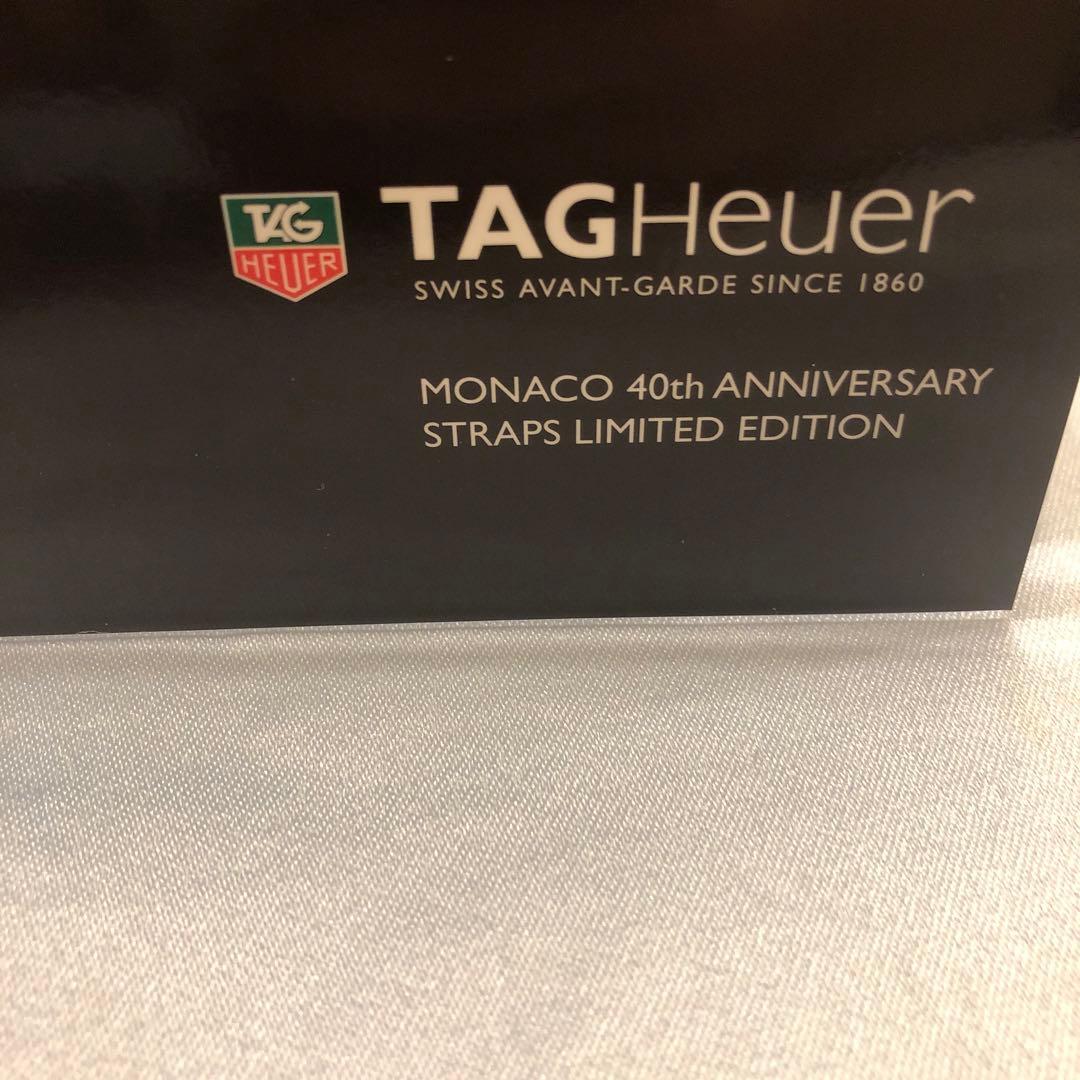 TAG
HEUER
TAGHeuer
SWISS AVANT-GARDE SINCE 1860
MONACO 40th ANNIVERSARY
STRAPS LIMITED EDITION